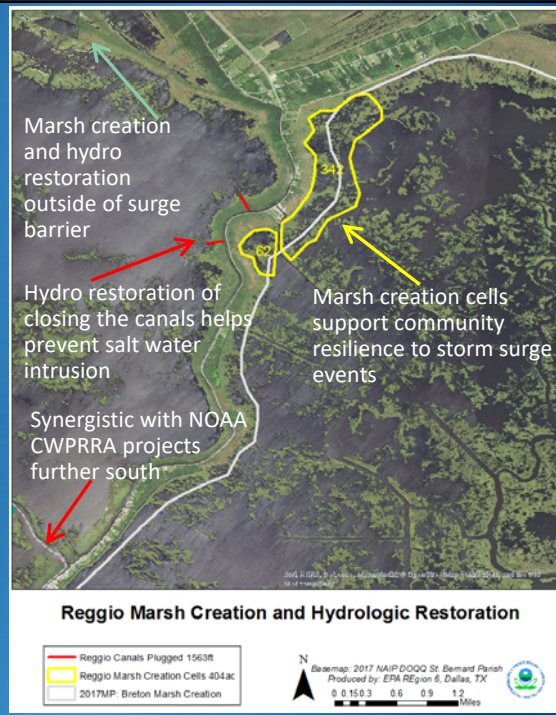 Marsh creation
and hydro
restoration
outside of surge
barrier
342
62
Hydro restoration of
closing the canals helps
prevent salt water
intrusion
Marsh creation cells
support community
resilience to storm surge
events
Synergistic with NOAA
CWPRRA projects
further south
Reggio Marsh Creation and Hydrologic Restoration
Reggio Canals Plugged 1563ft
Reggio Marsh Creation Cells 404ac
2017MP: Breton Marsh Creation
N
Basemap: 2017 NAIP DOQQ St. Bernard Parish
Produced by: EPA REgion 6, Dallas, TX
0 0.15 0.3 0.6 0.9 1.2
Miles